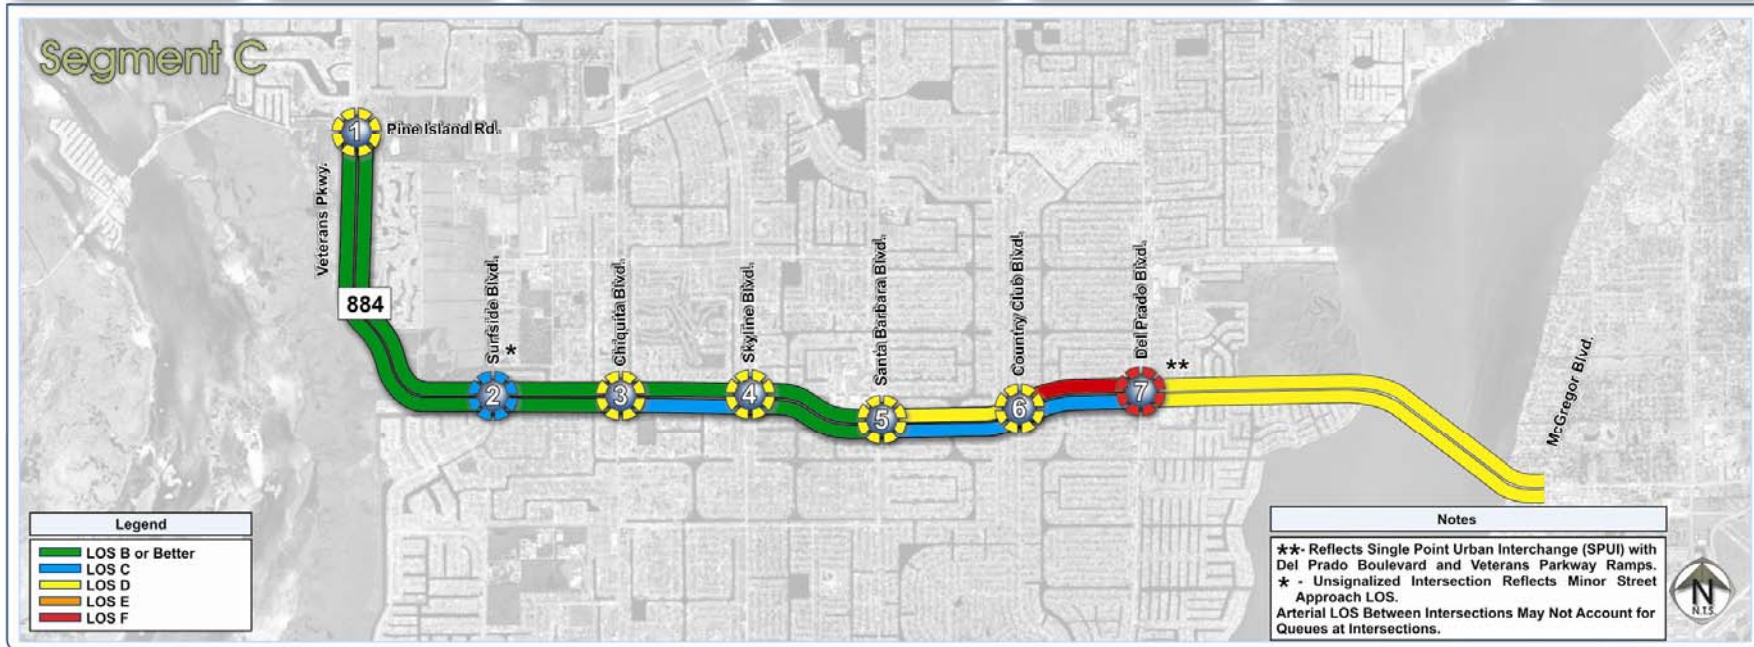 Segment C
1
Pine Island Rd.
Veterans Pkwy.
884
Surfside Blvd.
*
Chiquita Blvd.
Skyline Blvd.
Santa Barbara Blvd.
Country Club Blvd.
Del Prado Blvd.
**
McGregor Blvd.
2
3
4
5
6
7
Legend
LOS B or Better
LOS C
LOS D
LOS E
LOS F
Notes
**- Reflects Single Point Urban Interchange (SPUI) with
Del Prado Boulevard and Veterans Parkway Ramps.
* - Unsignalized Intersection Reflects Minor Street
Approach LOS.
Arterial LOS Between Intersections May Not Account for
Queues at Intersections.
N
N.T.S.